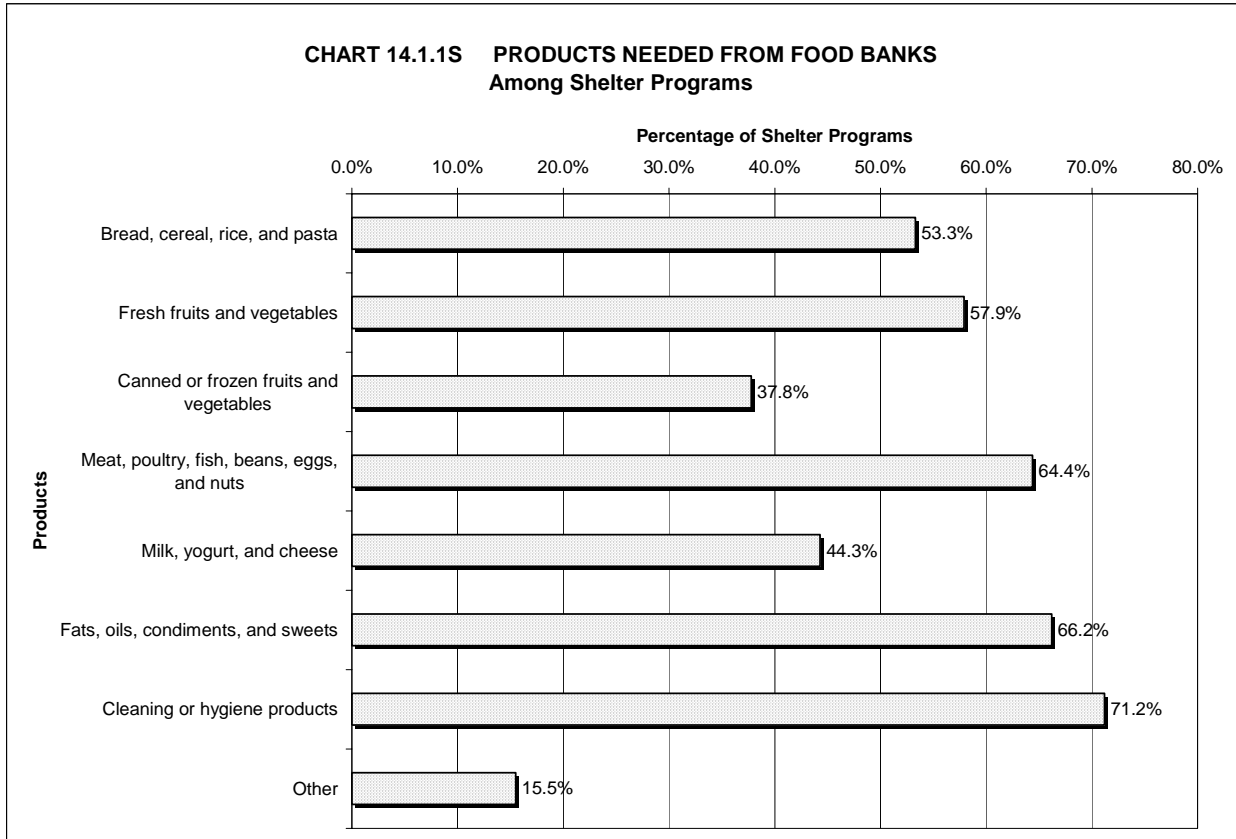 CHART 14.1.1S PRODUCTS NEEDED FROM FOOD BANKS
Among Shelter Programs
Percentage of Shelter Programs
0.0% 10.0% 20.0% 30.0% 40.0% 50.0% 60.0% 70.0% 80.0%
Products
Bread, cereal, rice, and pasta 53.3%
Fresh fruits and vegetables 57.9%
Canned or frozen fruits and
vegetables 37.8%
Meat, poultry, fish, beans, eggs,
and nuts 64.4%
Milk, yogurt, and cheese 44.3%
Fats, oils, condiments, and sweets 66.2%
Cleaning or hygiene products 71.2%
Other 15.5%